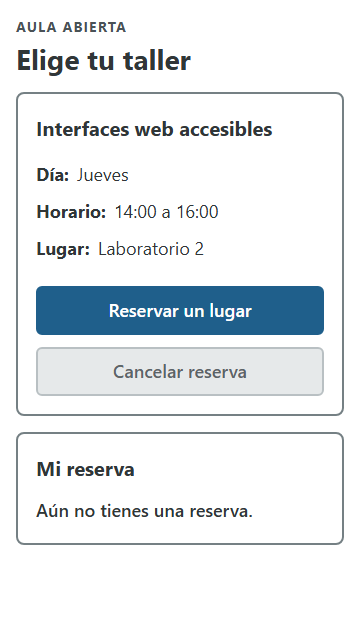 AULA ABIERTA
Elige tu taller
Interfaces web accesibles
Día: Jueves
Horario: 14:00 a 16:00
Lugar: Laboratorio 2
Reservar un lugar
Cancelar reserva
Mi reserva
Aún no tienes una reserva.